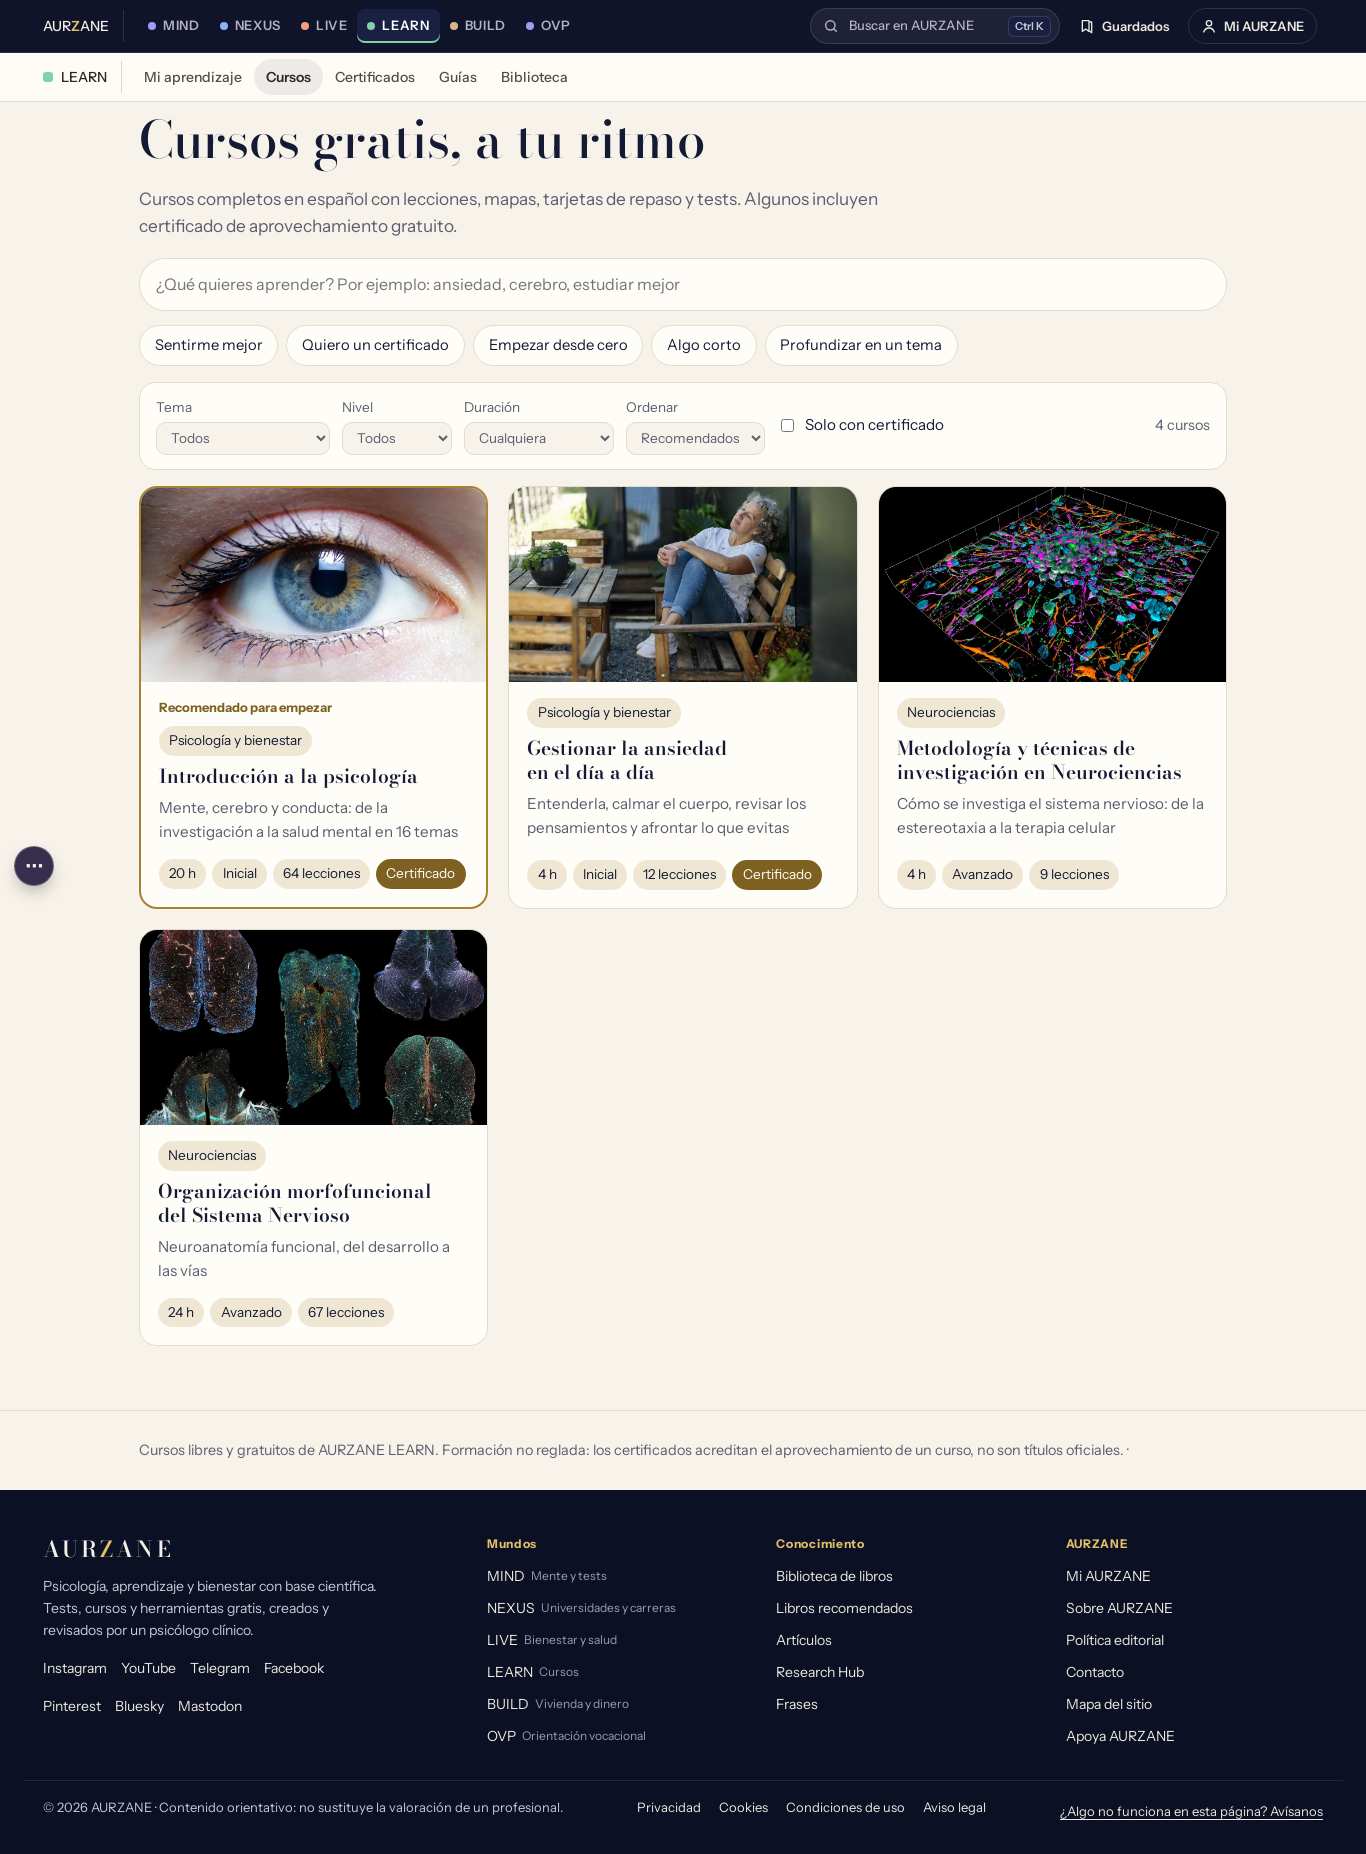 AURZANE
MIND
NEXUS
LIVE
LEARN
BUILD
OVP
Buscar en AURZANE
Ctrl K
Guardados
Mi AURZANE
LEARN
Mi aprendizaje
Cursos
Certificados
Guías
Biblioteca
Cursos gratis, a tu ritmo
Cursos completos en español con lecciones, mapas, tarjetas de repaso y tests. Algunos incluyen
certificado de aprovechamiento gratuito.
¿Qué quieres aprender? Por ejemplo: ansiedad, cerebro, estudiar mejor
Sentirme mejor
Quiero un certificado
Empezar desde cero
Algo corto
Profundizar en un tema
Tema
Nivel
Duración
Ordenar
Todos
Todos
Cualquiera
Recomendados
Solo con certificado
4 cursos
Recomendado para empezar
Psicología y bienestar
Introducción a la psicología
Mente, cerebro y conducta: de la
investigación a la salud mental en 16 temas
20 h
Inicial
64 lecciones
Certificado
Psicología y bienestar
Gestionar la ansiedad
en el día a día
Entenderla, calmar el cuerpo, revisar los
pensamientos y afrontar lo que evitas
4 h
Inicial
12 lecciones
Certificado
Neurociencias
Metodología y técnicas de
investigación en Neurociencias
Cómo se investiga el sistema nervioso: de la
estereotaxia a la terapia celular
4 h
Avanzado
9 lecciones
Neurociencias
Organización morfofuncional
del Sistema Nervioso
Neuroanatomía funcional, del desarrollo a
las vías
24 h
Avanzado
67 lecciones
Cursos libres y gratuitos de AURZANE LEARN. Formación no reglada: los certificados acreditan el aprovechamiento de un curso, no son títulos oficiales. ·
AURZANE
Psicología, aprendizaje y bienestar con base científica.
Tests, cursos y herramientas gratis, creados y
revisados por un psicólogo clínico.
Instagram
YouTube
Telegram
Facebook
Pinterest
Bluesky
Mastodon
Mundos
MIND Mente y tests
NEXUS Universidades y carreras
LIVE Bienestar y salud
LEARN Cursos
BUILD Vivienda y dinero
OVP Orientación vocacional
Conocimiento
Biblioteca de libros
Libros recomendados
Artículos
Research Hub
Frases
AURZANE
Mi AURZANE
Sobre AURZANE
Política editorial
Contacto
Mapa del sitio
Apoya AURZANE
© 2026 AURZANE · Contenido orientativo: no sustituye la valoración de un profesional.
Privacidad
Cookies
Condiciones de uso
Aviso legal
¿Algo no funciona en esta página? Avísanos